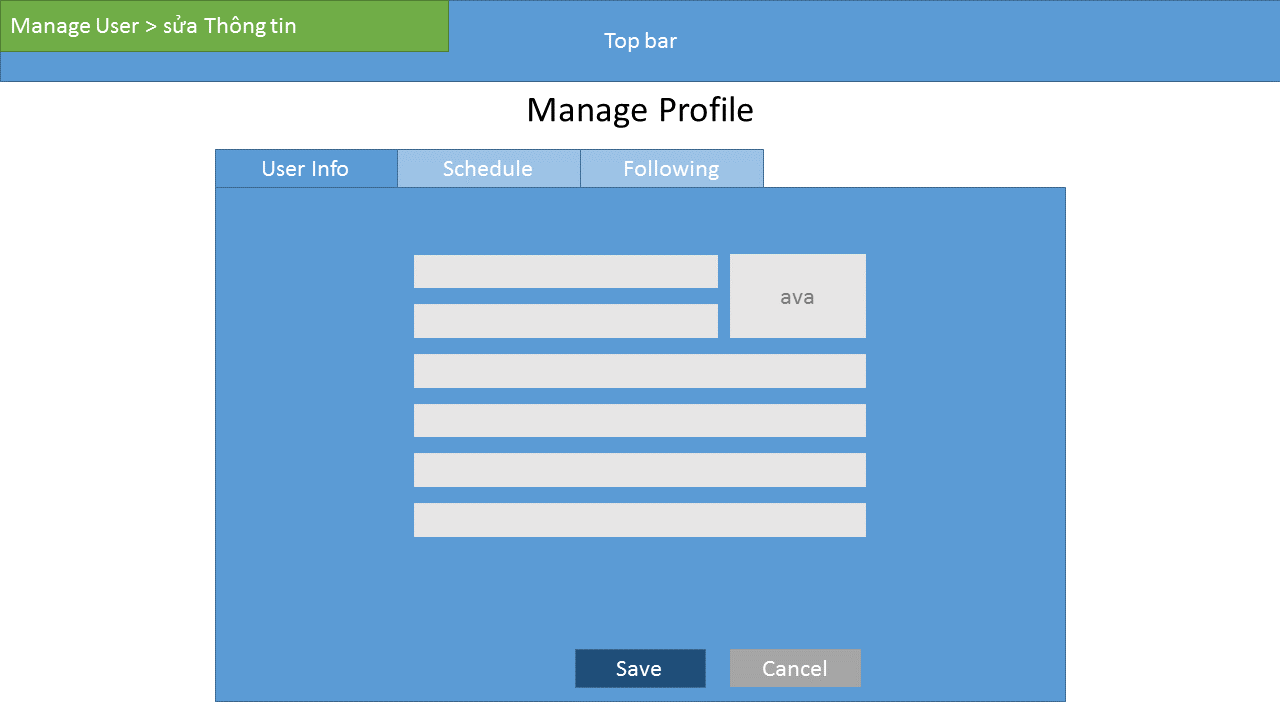 Manage User > sửa Thông tin
Top bar
Manage Profile
User Info
Schedule
Following
ava
Save
Cancel